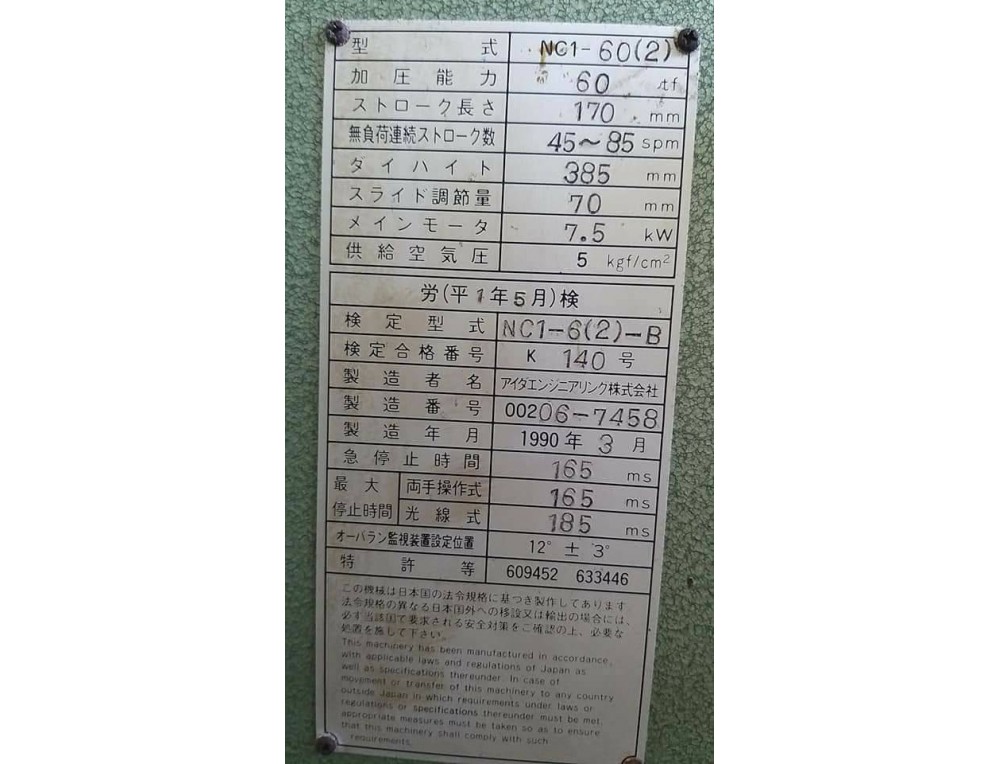 型式 NC1-60(2)
加圧能力 60 tf
ストローク長さ 170 mm
無負荷連続ストローク数 45~85 spm
ダイハイト 385 mm
スライド調節量 70 mm
メインモータ 7.5 kW
供給空気圧 5 kgf/cm²
労(平1年5月)検
検定型式 NC1-6(2)-B
検定合格番号 K 140号
製造者名 アイダエンジニアリング株式会社
製造番号 00206-7458
製造年月 1990年3月
急停止時間 165 ms
最大停止時間 両手操作式 165 ms
光線式 185 ms
オーバラン監視装置設定位置 12° ± 3°
特許等 609452 633446
この機械は日本国の法令規格に基づき製作してあります
法令規格の異なる日本国外への移設又は輸出の場合には、
必ず当該国で要求される安全対策をご確認の上、必要な
処置を施して下さい。
This machinery has been manufactured in accordance,
with applicable laws and regulations of Japan as
well as specifications thereunder. In case of
movement or transfer of this machinery to any country
outside Japan in which requirements under laws or
regulations or specifications thereunder must be met,
appropriate measures must be taken so as to ensure
that this machinery shall comply with such
requirements.